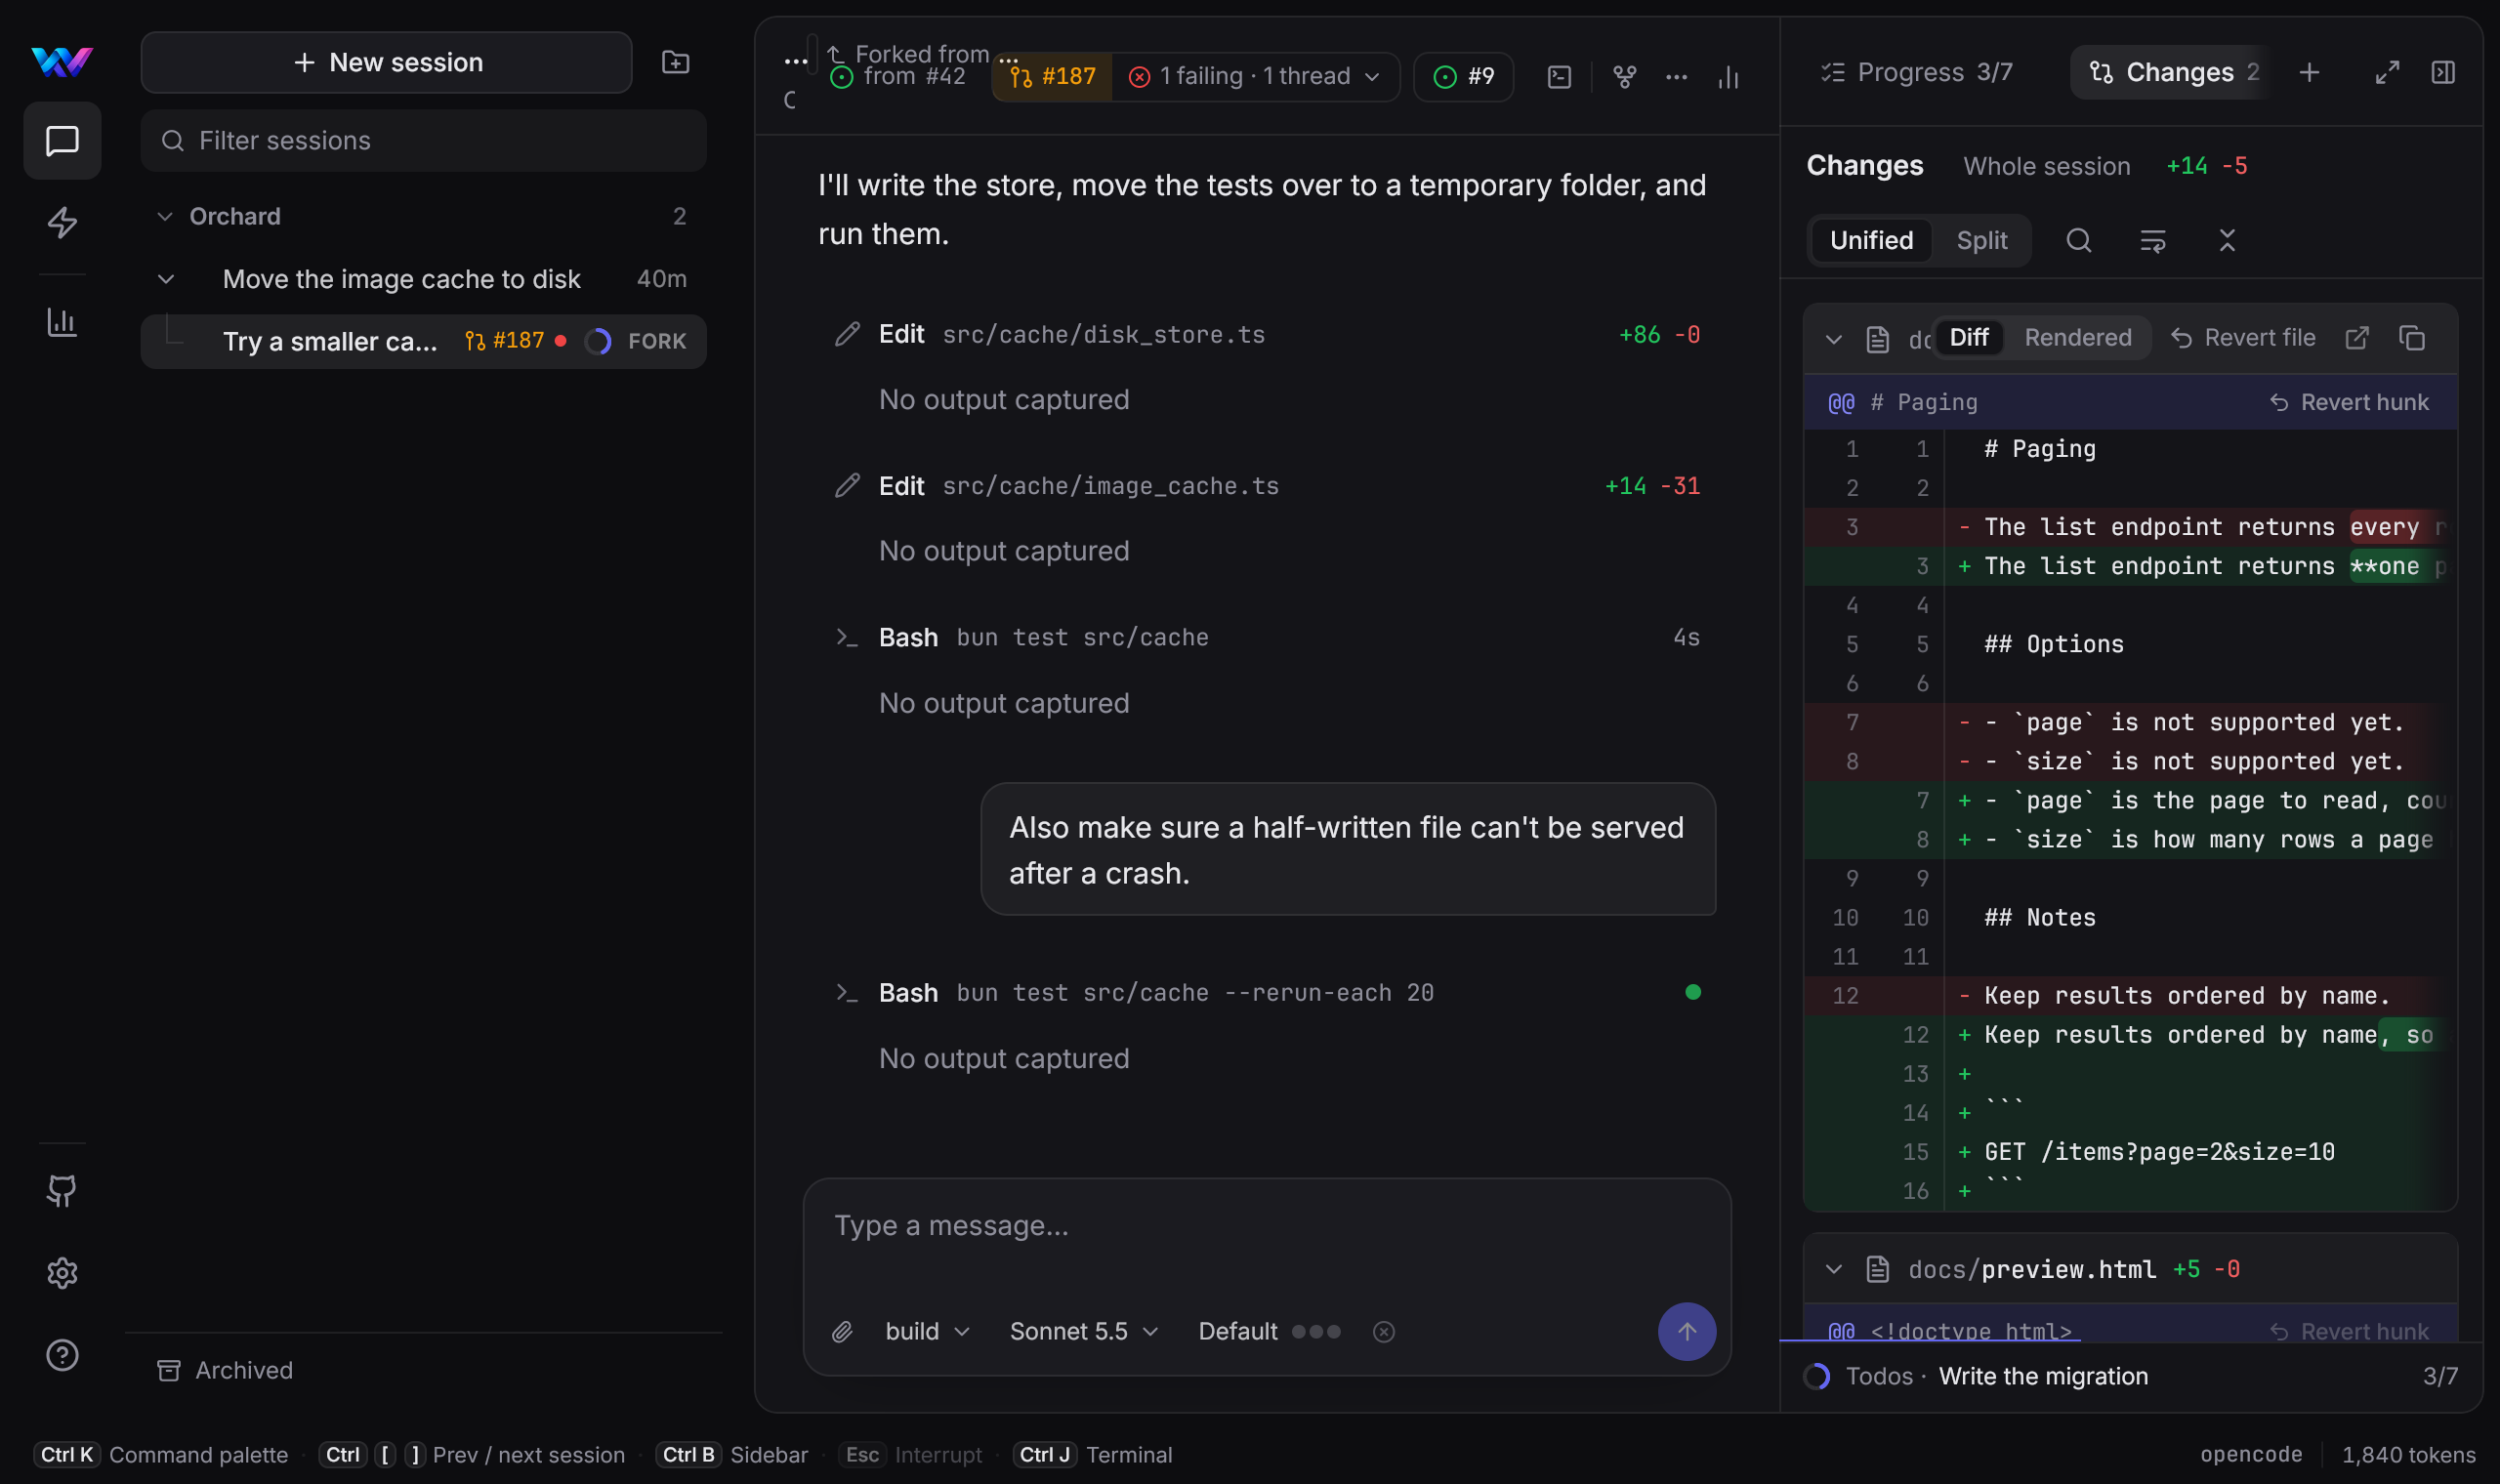 New session
Filter sessions
Orchard 2
Move the image cache to disk 40m
Try a smaller ca... #187 FORK
Archived
... Forked from ...
from #42 #187 1 failing · 1 thread #9
I'll write the store, move the tests over to a temporary folder, and
run them.
Edit src/cache/disk_store.ts +86 -0
No output captured
Edit src/cache/image_cache.ts +14 -31
No output captured
Bash bun test src/cache 4s
No output captured
Also make sure a half-written file can't be served
after a crash.
Bash bun test src/cache --rerun-each 20
No output captured
Type a message...
build Sonnet 5.5 Default
Progress 3/7 Changes 2
Changes Whole session +14 -5
Unified Split
Diff Rendered Revert file
@@ # Paging Revert hunk
1 1 # Paging
2 2
3 - The list endpoint returns every
3 + The list endpoint returns **one
4 4
5 5 ## Options
6 6
7 - - `page` is not supported yet.
8 - - `size` is not supported yet.
7 + - `page` is the page to read,
8 + - `size` is how many rows a page
9 9
10 10 ## Notes
11 11
12 - Keep results ordered by name.
12 + Keep results ordered by name, so
13 +
14 + ```
15 + GET /items?page=2&size=10
16 + ```
docs/preview.html +5 -0
@@ <!doctype html> Revert hunk
Todos · Write the migration 3/7
Ctrl K Command palette · Ctrl [ ] Prev / next session · Ctrl B Sidebar · Esc Interrupt · Ctrl J Terminal
opencode 1,840 tokens